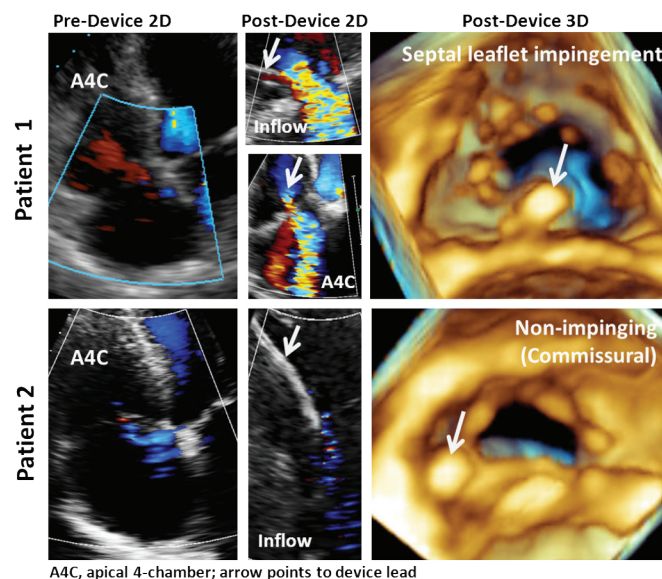 Pre-Device 2D
Post-Device 2D
Post-Device 3D
Patient 1
A4C
Inflow
A4C
Septal leaflet impingement
Patient 2
A4C
Inflow
Non-impinging
(Commissural)
A4C, apical 4-chamber; arrow points to device lead